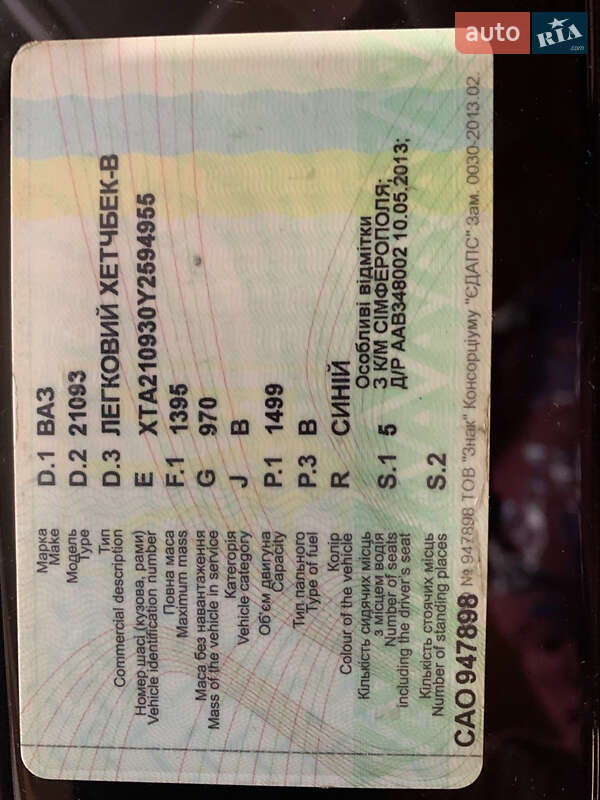 auto RIA .com
Марка D.1 ВАЗ
Make
Модель D.2 21093
Type
Тип D.3 ЛЕГКОВИЙ ХЕТЧБЕК-В
Commercial description
Номер шасі (кузова, рами) E XTA210930Y2594955
Vehicle identification number
Повна маса F.1 1395
Maximum mass
Маса без навантаження G 970
Mass of the vehicle in service
Категорія J B
Vehicle category
Об'єм двигуна P.1 1499
Capacity
Тип пального P.3 B
Type of fuel
Колір R СИНІЙ
Colour of the vehicle
Кількість сидячих місць S.1 5
з місцем водія
Number of seats
including the driver's seat
Особливі відмітки
З К/М СІМФЕРОПОЛЯ;
Д/Р ААВ348002 10.05.2013;
Кількість стоячих місць S.2
Number of standing places
САО 947898 № 947898 ТОВ "Знак" Консорціуму "ЄДАПС" Зам. 0030-2013.02.